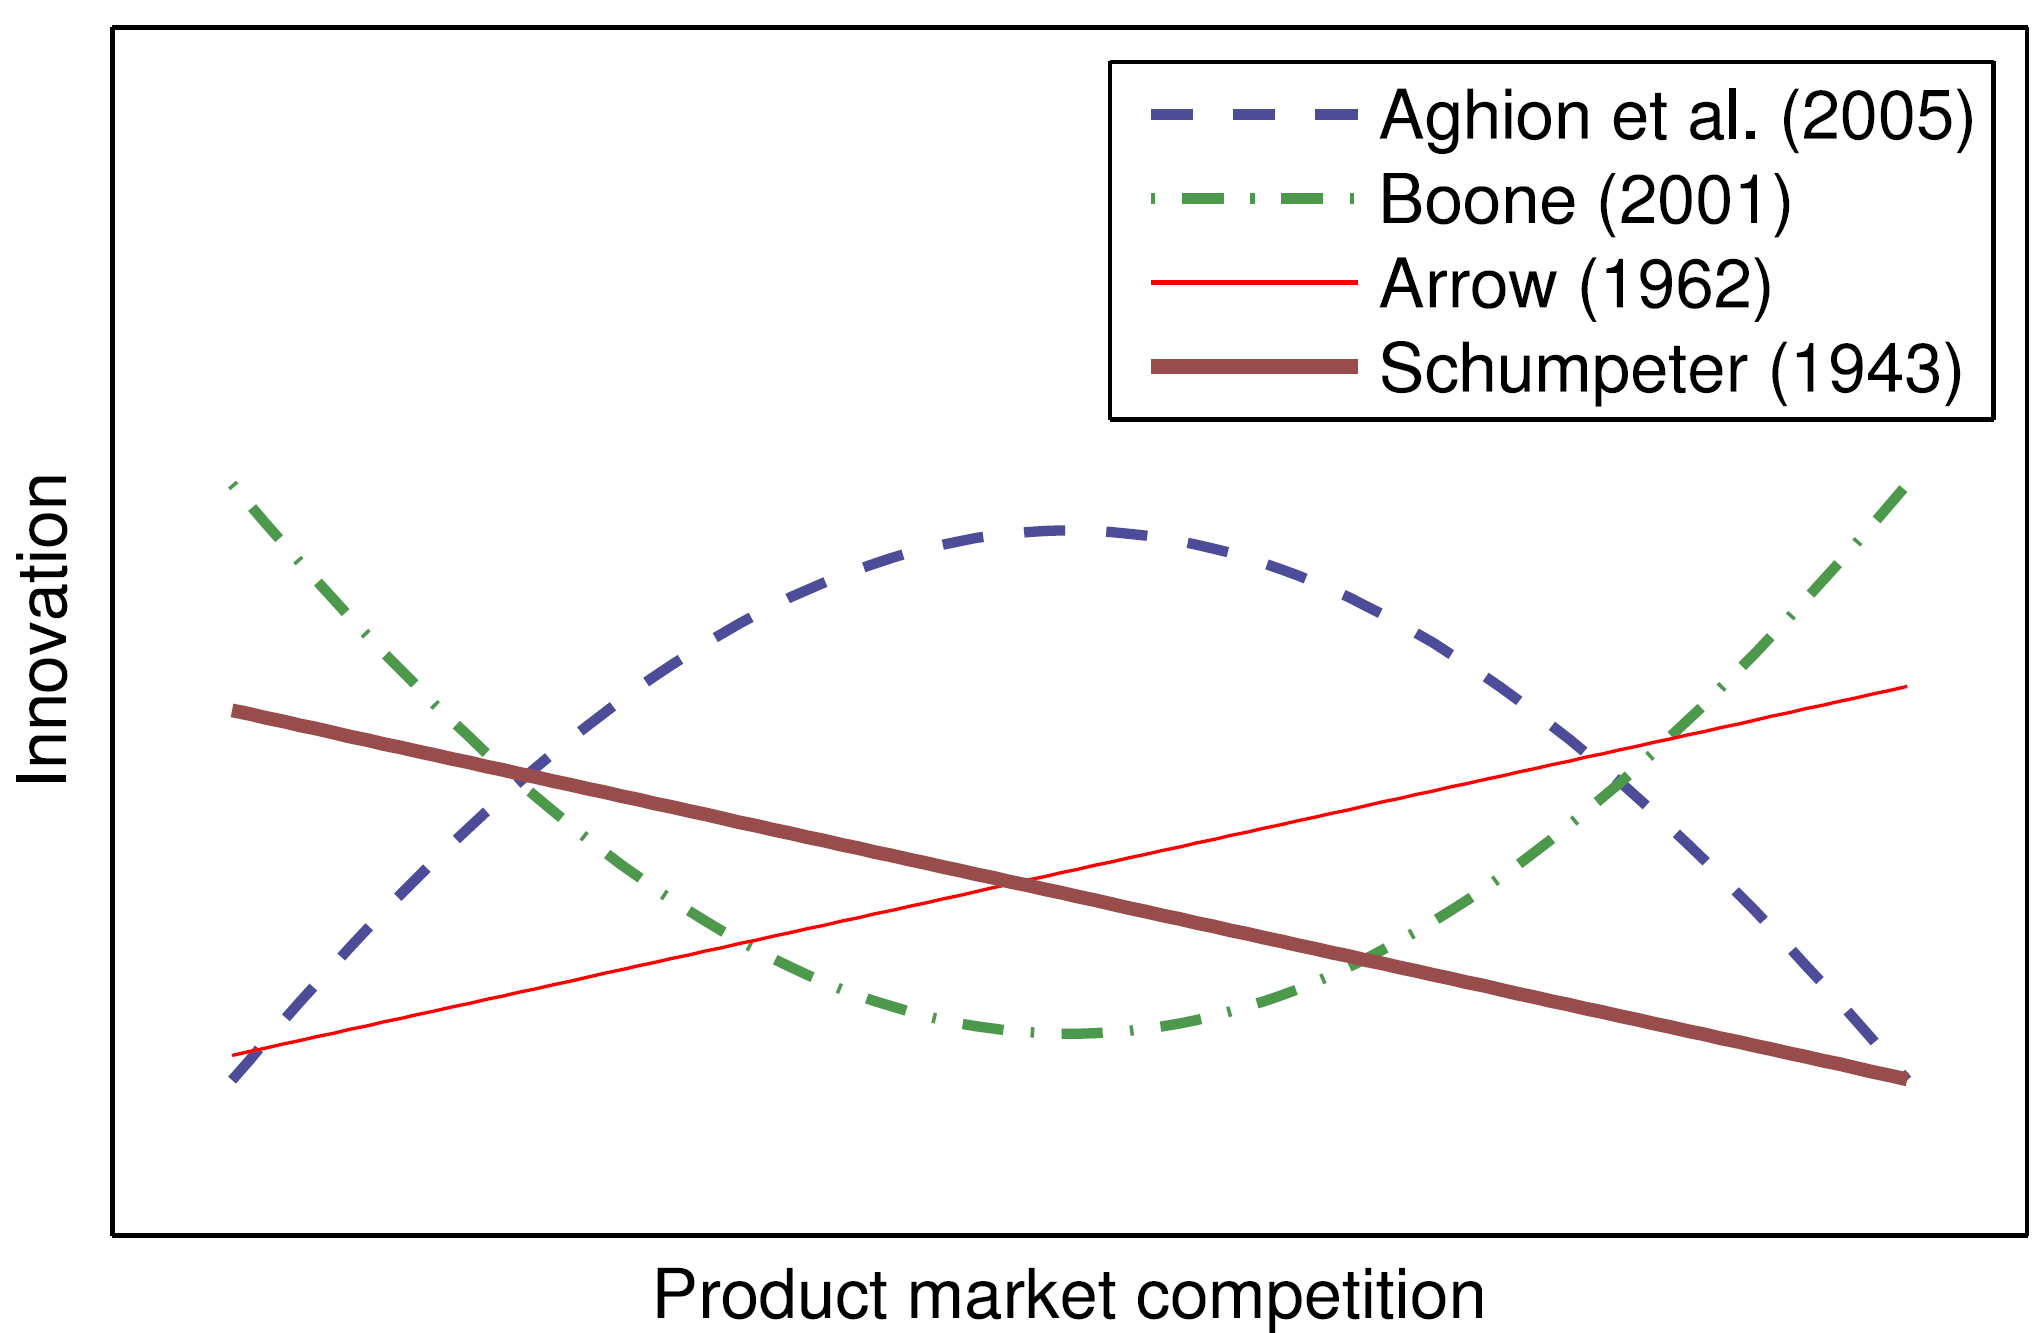 Aghion et al. (2005)
Boone (2001)
Arrow (1962)
Schumpeter (1943)
Innovation
Product market competition